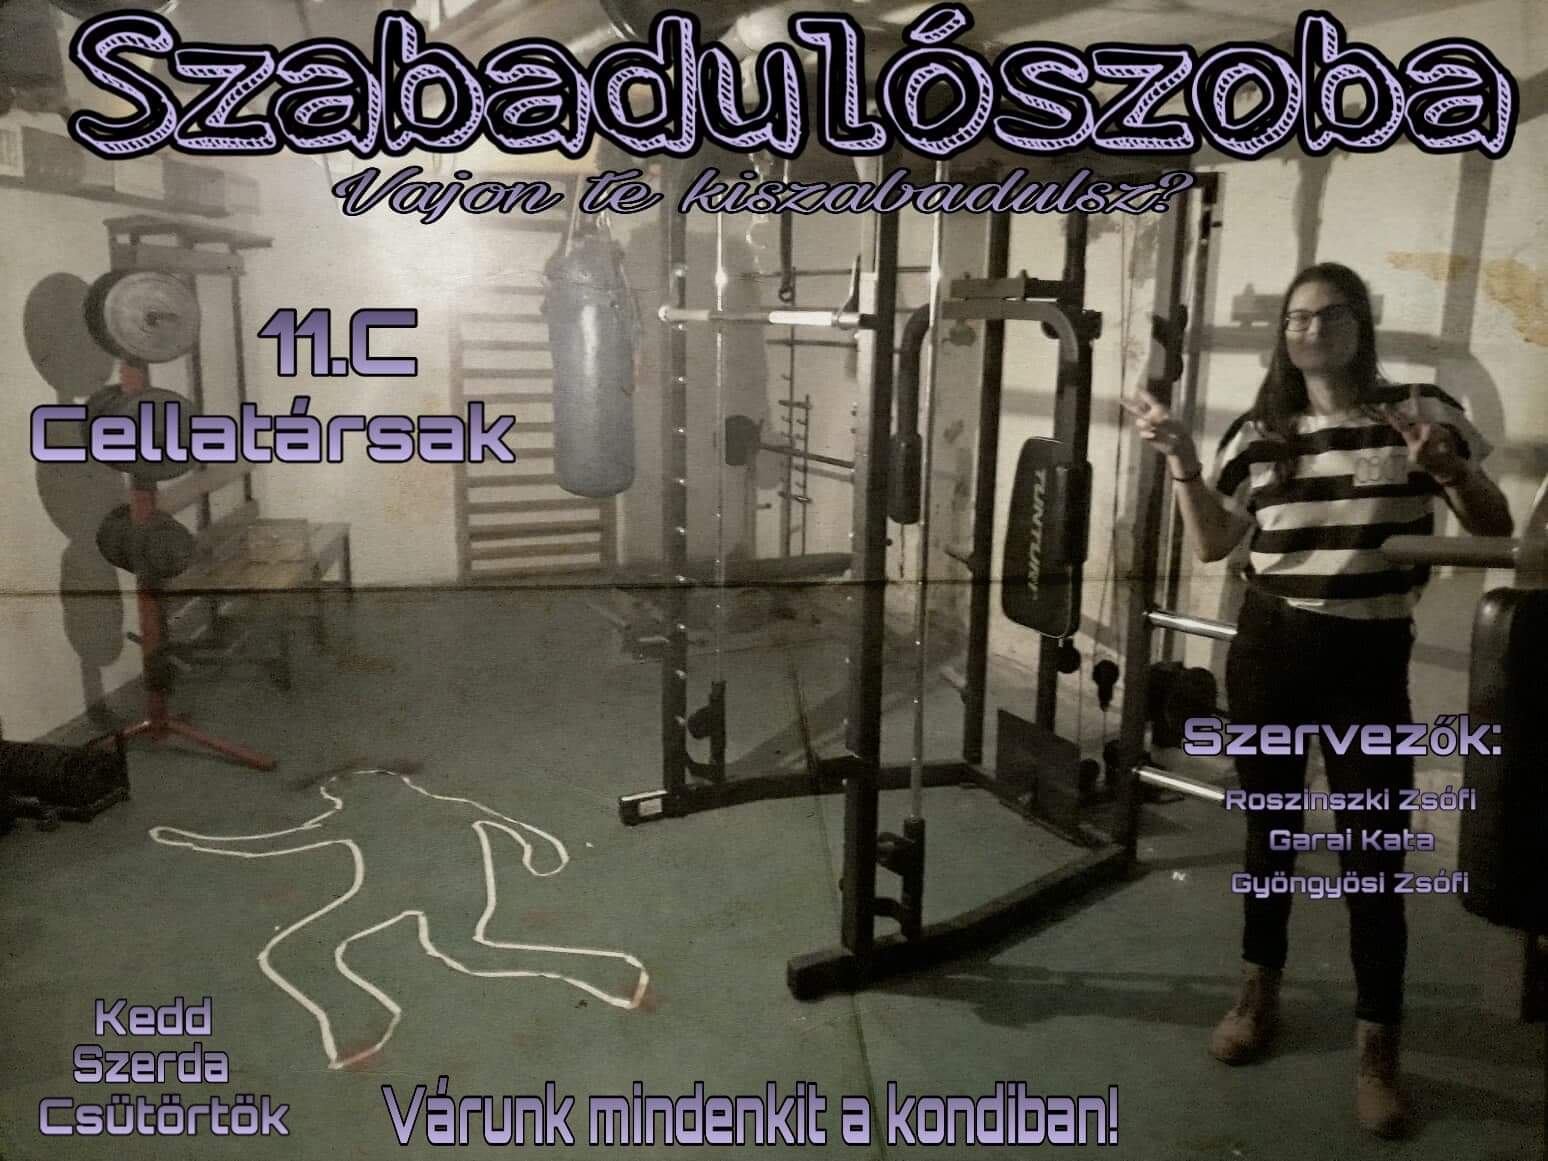 Szabadulószoba
Vajon te kiszabadulsz?
11.C
Cellatársak
TUNTURI
Szervezők:
Roszinszki Zsófi
Garai Kata
Gyöngyösi Zsófi
Kedd
Szerda
Csütörtök
Várunk mindenkit a kondiban!